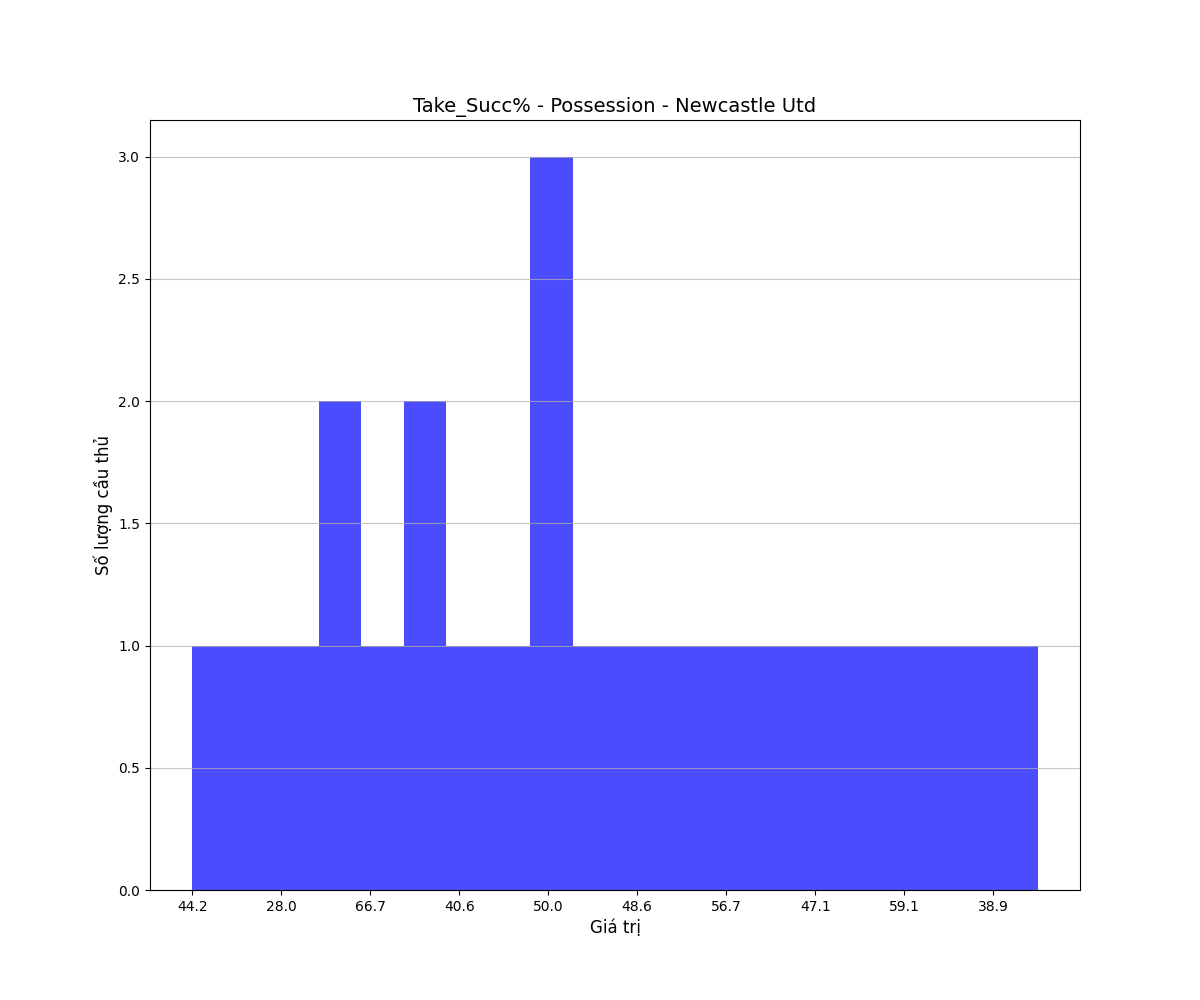 Take_Succ% - Possession - Newcastle Utd
Số lượng cầu thủ
3.0
2.5
2.0
1.5
1.0
0.5
0.0
44.2 28.0 66.7 40.6 50.0 48.6 56.7 47.1 59.1 38.9
Giá trị